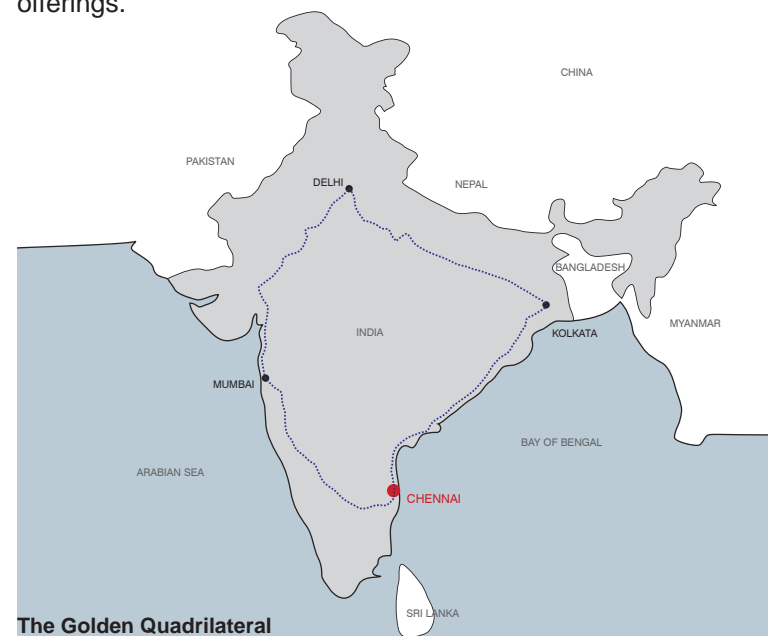 offerings.
CHINA
PAKISTAN
DELHI
NEPAL
BANGLADESH
MYANMAR
INDIA
KOLKATA
MUMBAI
BAY OF BENGAL
ARABIAN SEA
CHENNAI
SRI LANKA
The Golden Quadrilateral